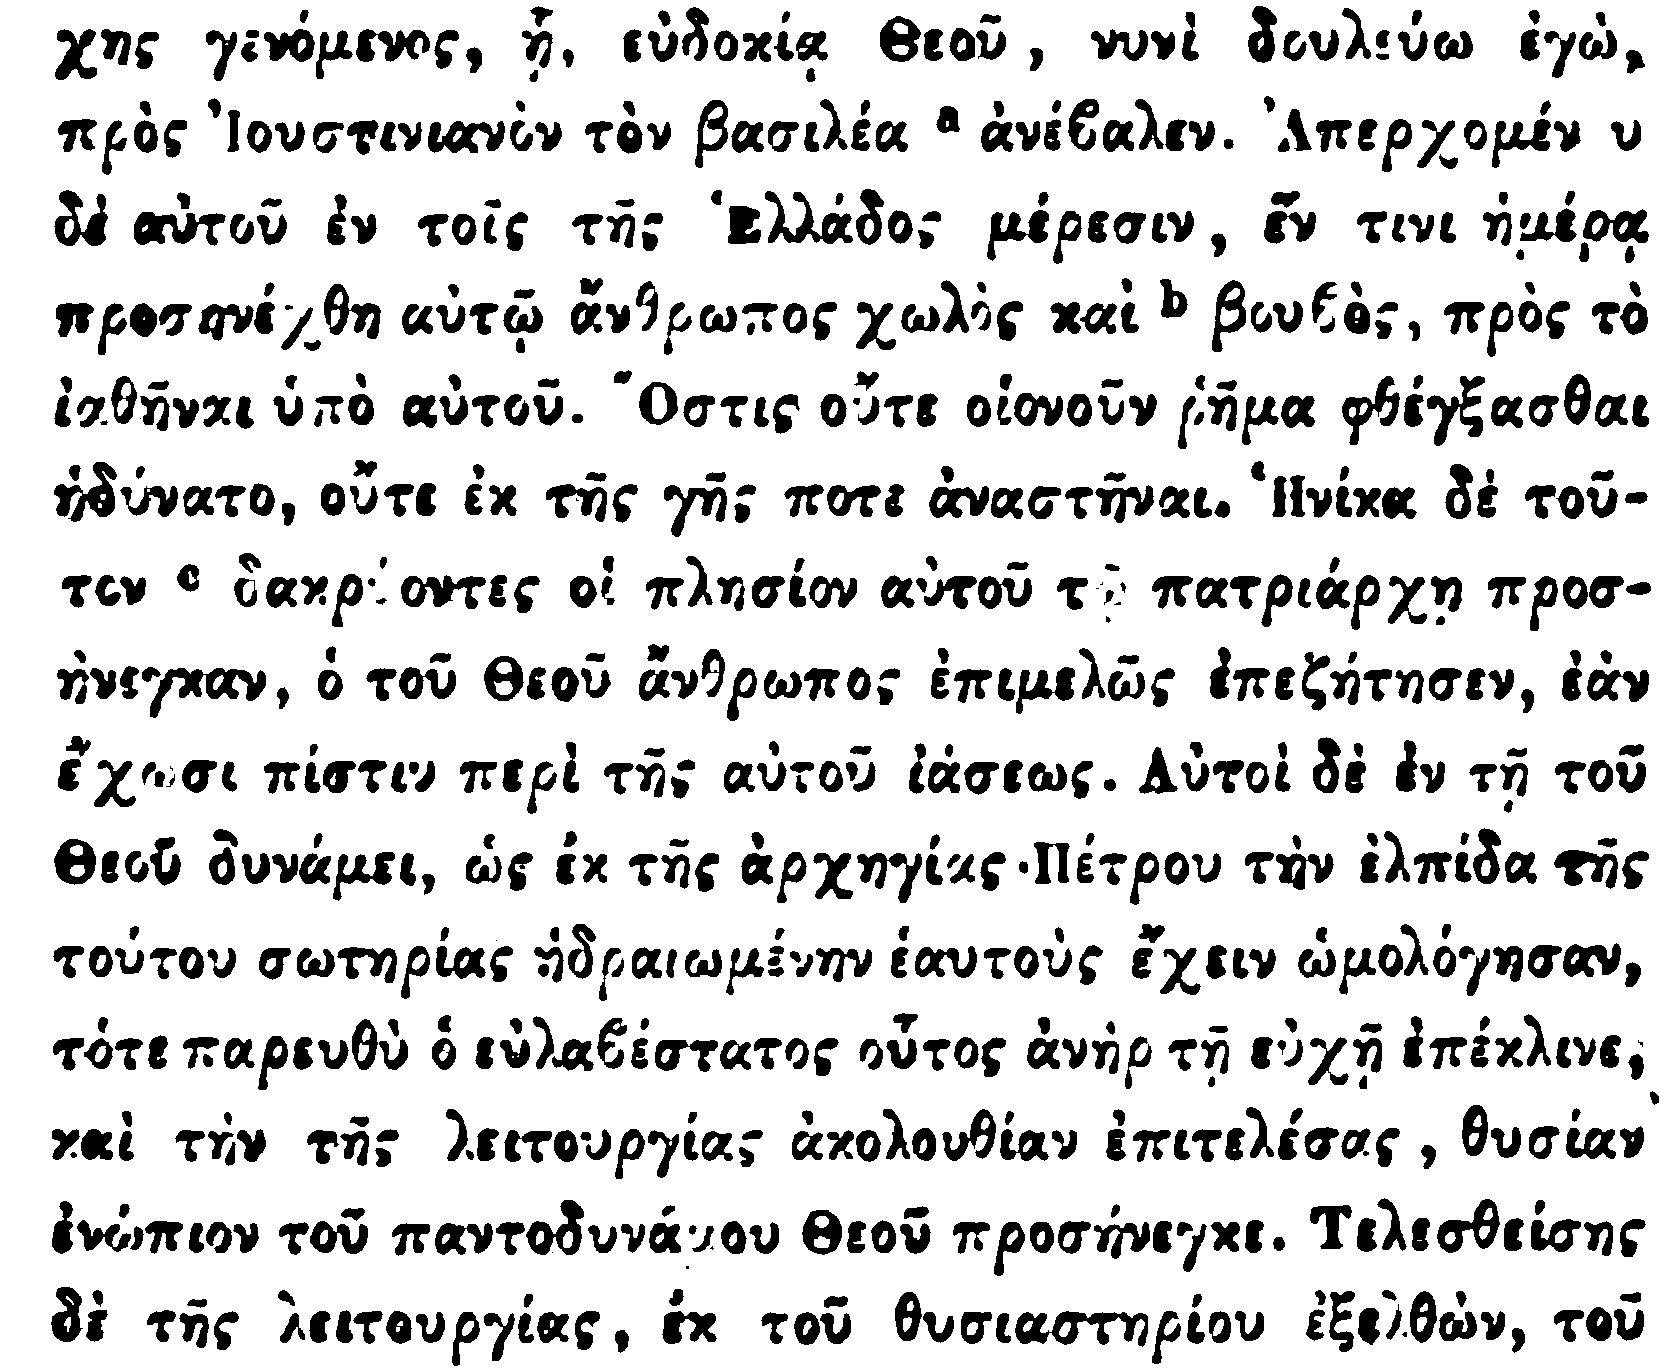 χης γενόμενος, ᾗ, εὐδοκίᾳ Θεοῦ, νυνὶ δουλεύω ἐγὼ,
πρὸς Ἰουστινιανὸν τὸν βασιλέα a ἀνέϐαλεν. Ἀπερχομέν υ
δὲ αὐτοῦ ἐν τοῖς τῆς Ἑλλάδος μέρεσιν, ἔν τινι ἡμέρᾳ
προσηνέχθη αὐτῷ ἄνθρωπος χωλὸς καὶ b βουϐὸς, πρὸς τὸ
ἰαθῆναι ὑπὸ αὐτοῦ. Ὅστις οὔτε οἱονοῦν ῥῆμα φθέγξασθαι
ἠδύνατο, οὔτε ἐκ τῆς γῆς ποτε ἀναστῆναι. Ἡνίκα δὲ τοῦ-
τον c δακρύοντες οἱ πλησίον αὐτοῦ τῷ πατριάρχῃ προσ-
ήνεγκαν, ὁ τοῦ Θεοῦ ἄνθρωπος ἐπιμελῶς ἐπεζήτησεν, ἐὰν
ἔχωσι πίστιν περὶ τῆς αὐτοῦ ἰάσεως. Αὐτοὶ δὲ ἐν τῇ τοῦ
Θεοῦ δυνάμει, ὡς ἐκ τῆς ἀρχηγίας Πέτρου τὴν ἐλπίδα τῆς
τούτου σωτηρίας ἡδραιωμένην ἑαυτοὺς ἔχειν ὡμολόγησαν,
τότε παρευθὺ ὁ εὐλαϐέστατος οὗτος ἀνὴρ τῇ εὐχῇ ἐπέκλινε,
καὶ τὴν τῆς λειτουργίας ἀκολουθίαν ἐπιτελέσας, θυσίαν
ἐνώπιον τοῦ παντοδυνάμου Θεοῦ προσήνεγκε. Τελεσθείσης
δὲ τῆς λειτουργίας, ἐκ τοῦ θυσιαστηρίου ἐξελθὼν, τοῦ